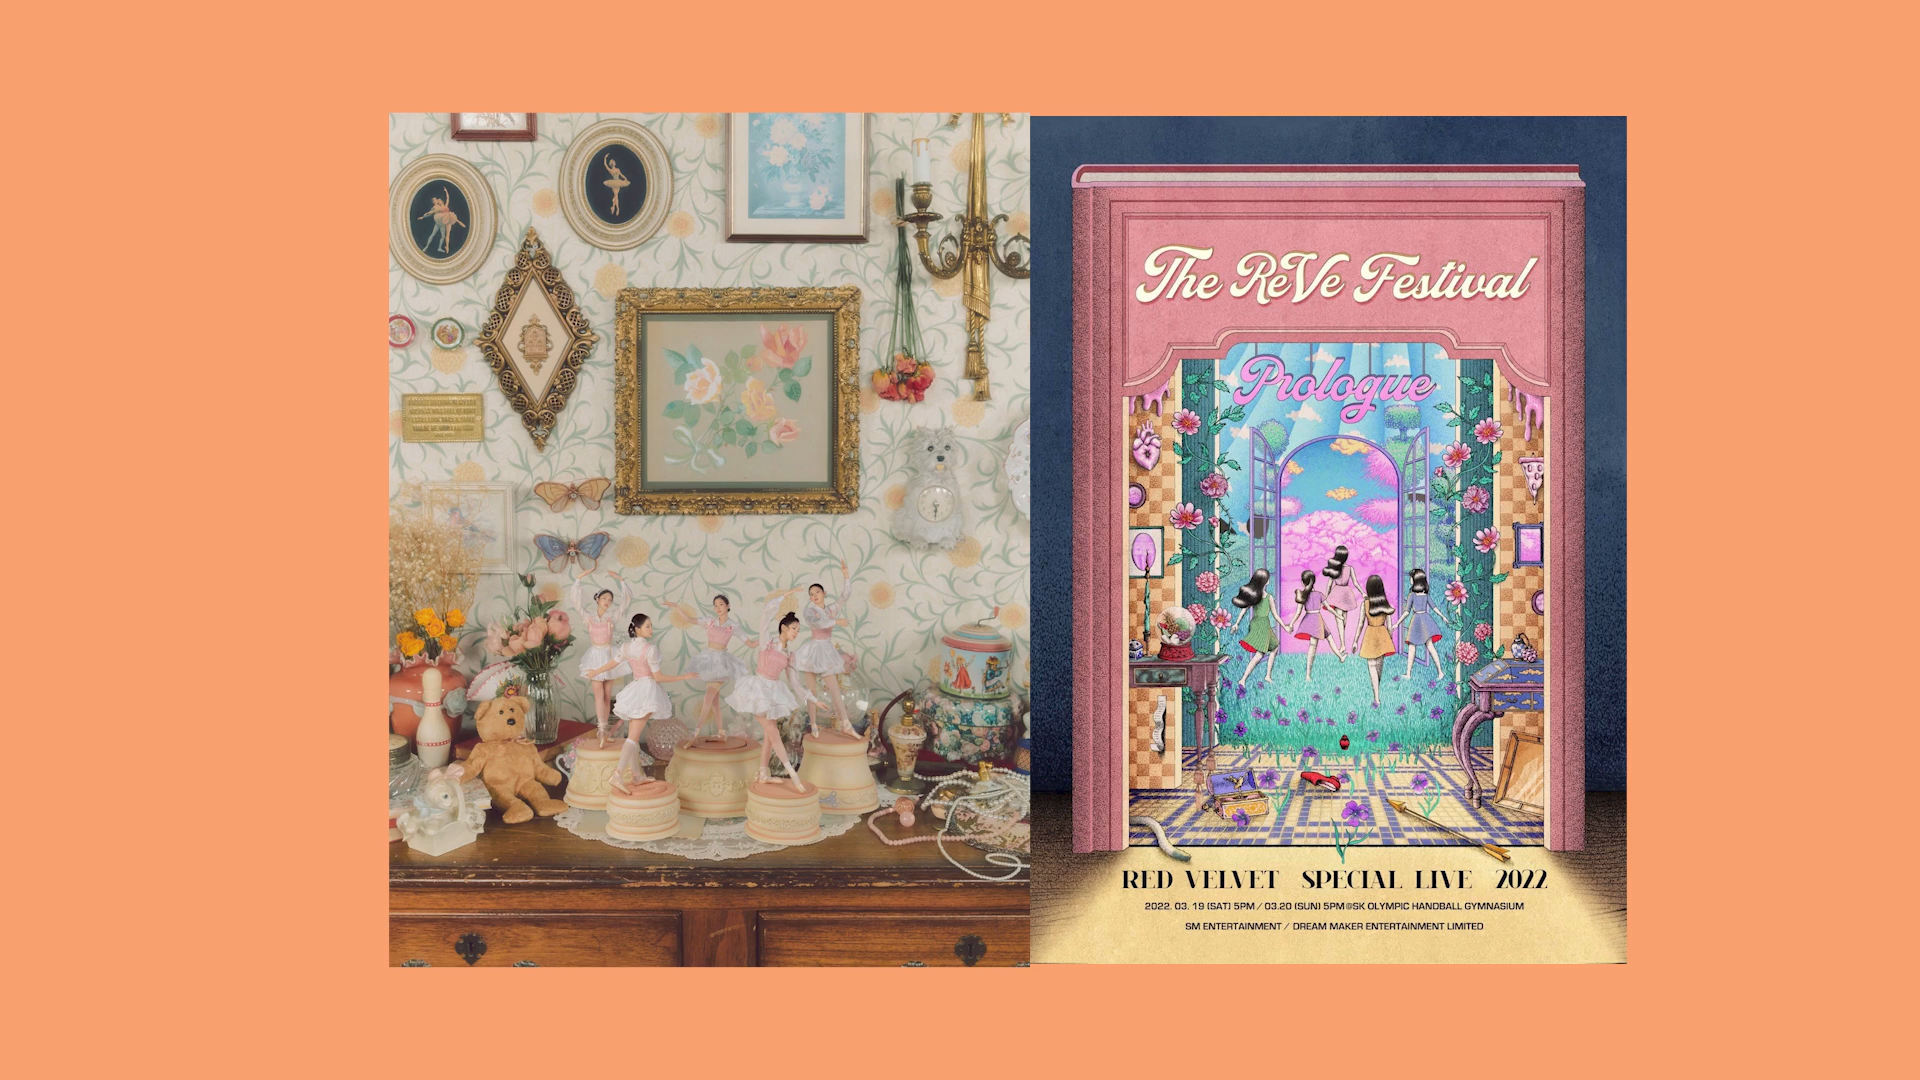 The ReVe Festival
Prologue
RED VELVET SPECIAL LIVE 2022
2022. 03. 19 (SAT) 5PM / 03.20 (SUN) 5PM @SK OLYMPIC HANDBALL GYMNASIUM
SM ENTERTAINMENT / DREAM MAKER ENTERTAINMENT LIMITED